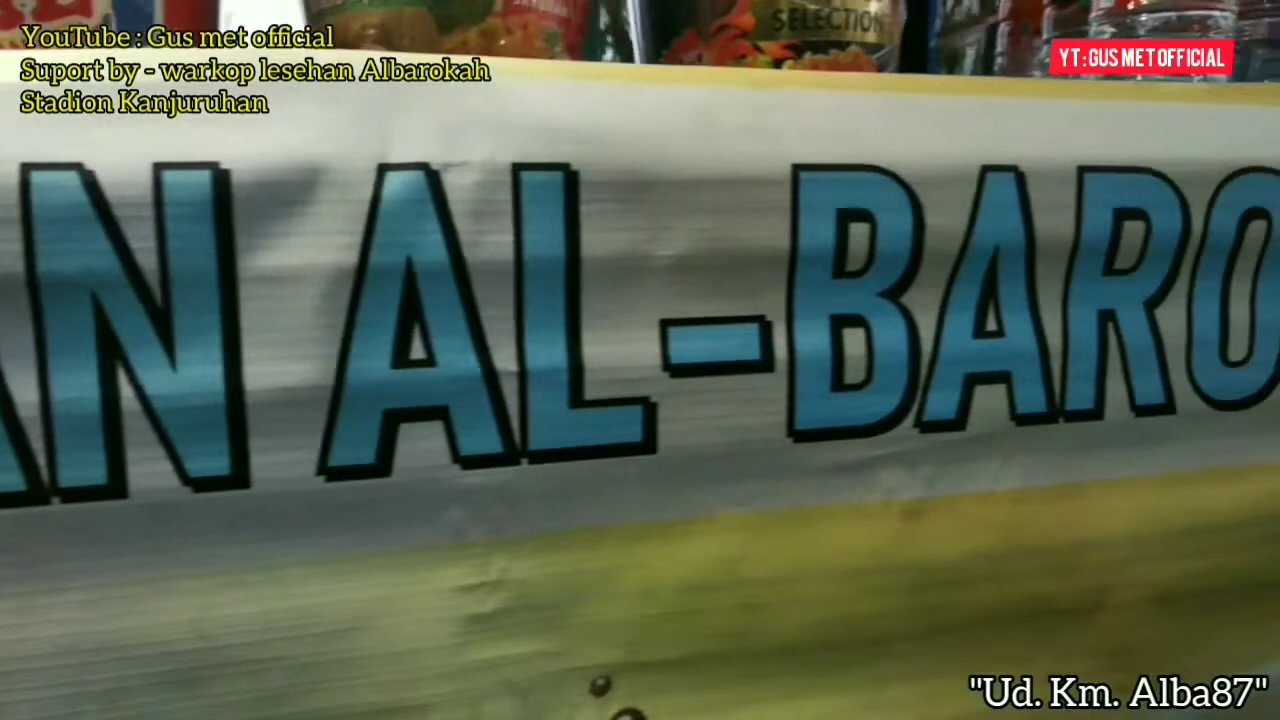 YouTube : Gus met official
Suport by - warkop lesehan Albarokah
Stadion Kanjuruhan
YT : GUS MET OFFICIAL
SELECTION
AN AL-BARO
"Ud. Km. Alba87"